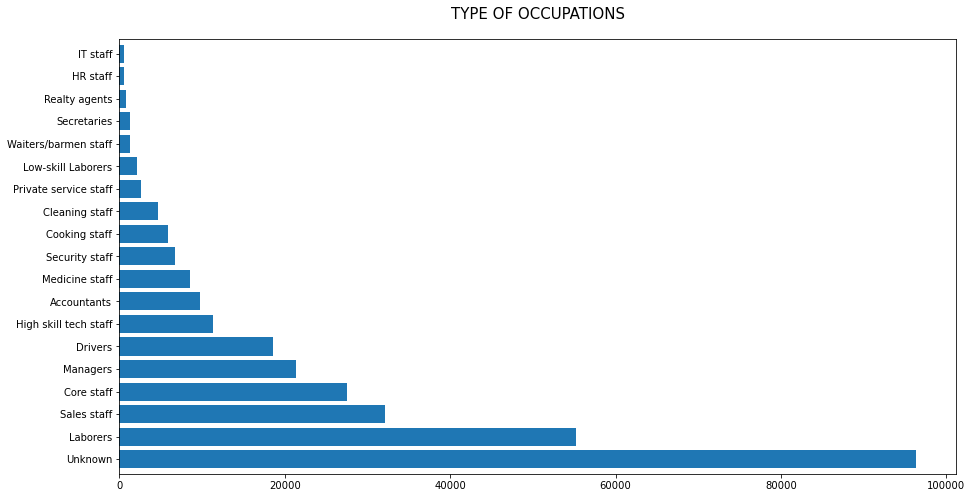 TYPE OF OCCUPATIONS
IT staff
HR staff
Realty agents
Secretaries
Waiters/barmen staff
Low-skill Laborers
Private service staff
Cleaning staff
Cooking staff
Security staff
Medicine staff
Accountants
High skill tech staff
Drivers
Managers
Core staff
Sales staff
Laborers
Unknown
0 20000 40000 60000 80000 100000